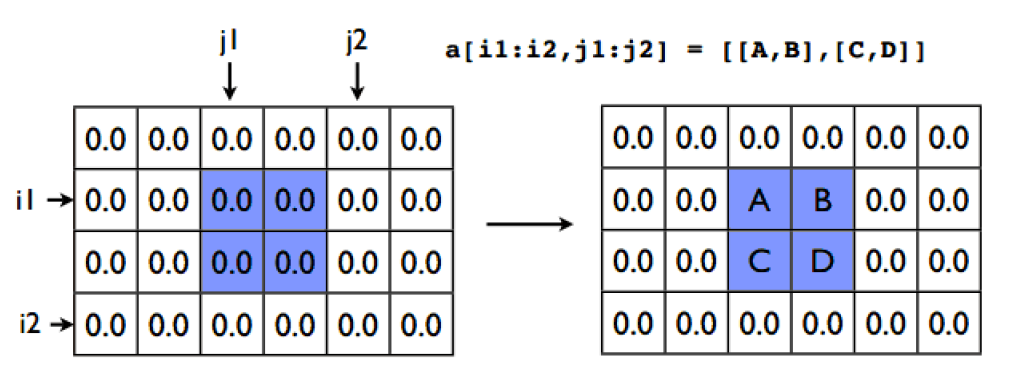 j1 j2 a[i1:i2,j1:j2] = [[A,B],[C,D]]
0.0 0.0 0.0 0.0 0.0 0.0 0.0 0.0 0.0 0.0 0.0 0.0
i1 0.0 0.0 0.0 0.0 0.0 0.0 0.0 0.0 A B 0.0 0.0
0.0 0.0 0.0 0.0 0.0 0.0 0.0 0.0 C D 0.0 0.0
i2 0.0 0.0 0.0 0.0 0.0 0.0 0.0 0.0 0.0 0.0 0.0 0.0